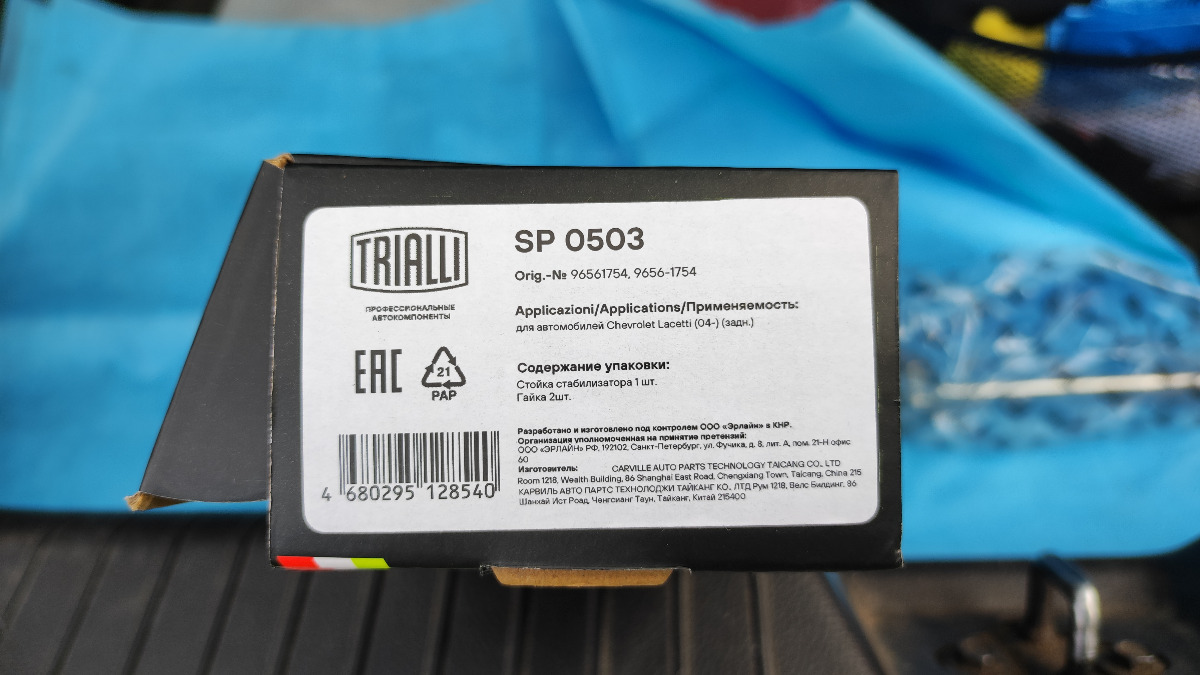 TRIALLI
ПРОФЕССИОНАЛЬНЫЕ
АВТОКОМПОНЕНТЫ
EAC
21
PAP
4 680295 128540
SP 0503
Orig.-№ 96561754, 9656-1754
Applicazioni/Applications/Применяемость:
для автомобилей Chevrolet Lacetti (04-) (задн.)
Содержание упаковки:
Стойка стабилизатора 1 шт.
Гайка 2шт.
Разработано и изготовлено под контролем ООО «Эрлайн» в КНР.
Организация уполномоченная на принятие претензий:
ООО «ЭРЛАЙН» РФ, 192102, Санкт-Петербург, ул. Фучика, д. 8, лит. А, пом. 21-Н офис
60
Изготовитель: CARVILLE AUTO PARTS TECHNOLOGY TAICANG CO., LTD
Room 1218, Wealth Building, 86 Shanghai East Road, Chengxiang Town, Taicang, China 215
КАРВИЛЬ АВТО ПАРТС ТЕХНОЛОДЖИ ТАЙКАНГ КО., ЛТД Рум 1218, Велс Билдинг, 86
Шанхай Ист Роад, Ченгсианг Таун, Тайканг, Китай 215400